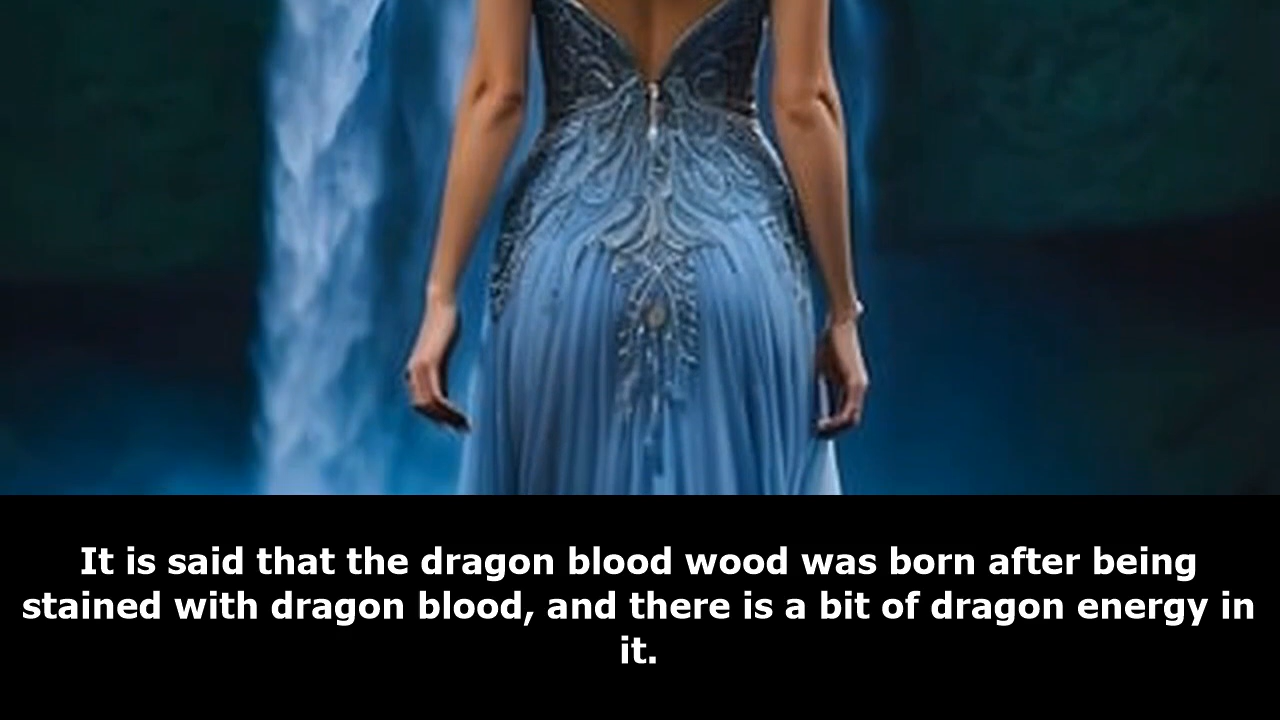 It is said that the dragon blood wood was born after being
stained with dragon blood, and there is a bit of dragon energy in
it.